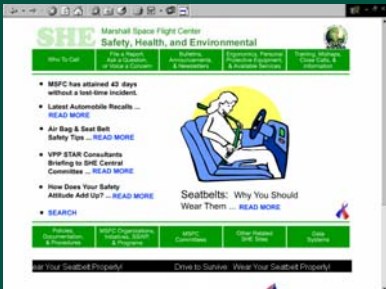 SHE
Marshall Space Flight Center
Safety, Health, and Environmental
Who To Call
File a Report,
Ask a Question,
or Voice a Concern
Bulletins,
Announcements,
& Newsletters
Ergonomics, Personal
Protective Equipment,
& Available Services
Training, Mishaps,
Close Calls, &
Information
MSFC has attained 43 days
without a lost-time incident.
Latest Automobile Recalls ...
READ MORE
Air Bag & Seat Belt
Safety Tips ... READ MORE
VPP STAR Consultants
Briefing to SHE Central
Committee ... READ MORE
How Does Your Safety
Attitude Add Up? ... READ MORE
SEARCH
Seatbelts: Why You Should
Wear Them ... READ MORE
Policies,
Documentation,
& Procedures
MSFC Organizations,
Initiatives,
& Programs
MSFC
Committees
Other Related
SHE Sites
Data
Systems
ear Your Seatbelt Properly!
Drive to Survive. Wear Your Seatbelt Properly!